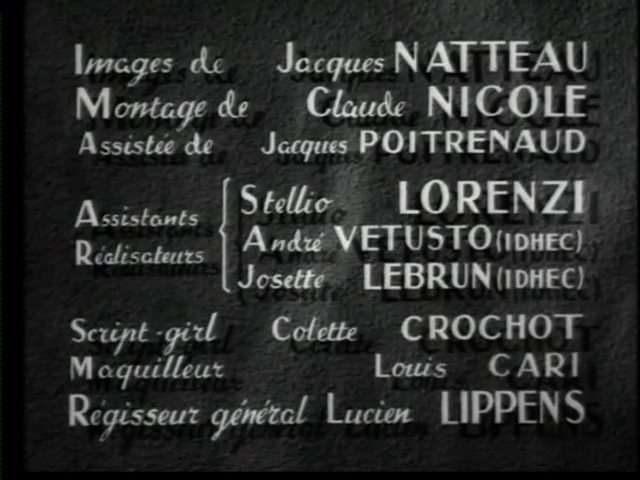 Images de Jacques NATTEAU
Montage de Claude NICOLE
Assistée de Jacques POITRENAUD
Assistants Réalisateurs
Stellio LORENZI
André VETUSTO (IDHEC)
Josette LEBRUN (IDHEC)
Script-girl Colette CROCHOT
Maquilleur Louis CARI
Régisseur général Lucien LIPPENS